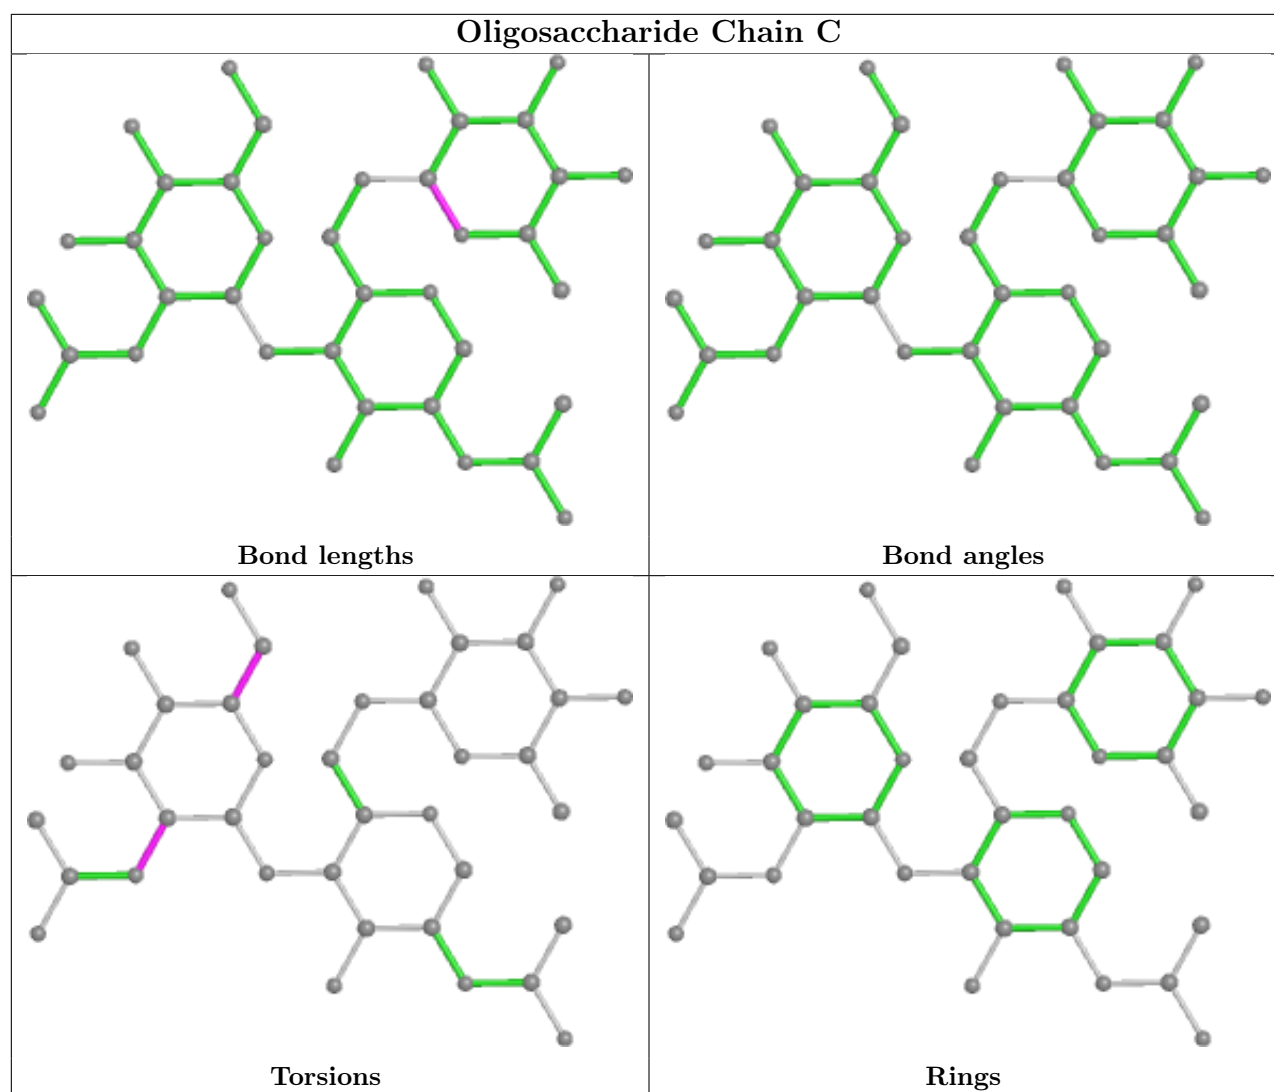 Oligosaccharide Chain C
Bond lengths
Bond angles
Torsions
Rings